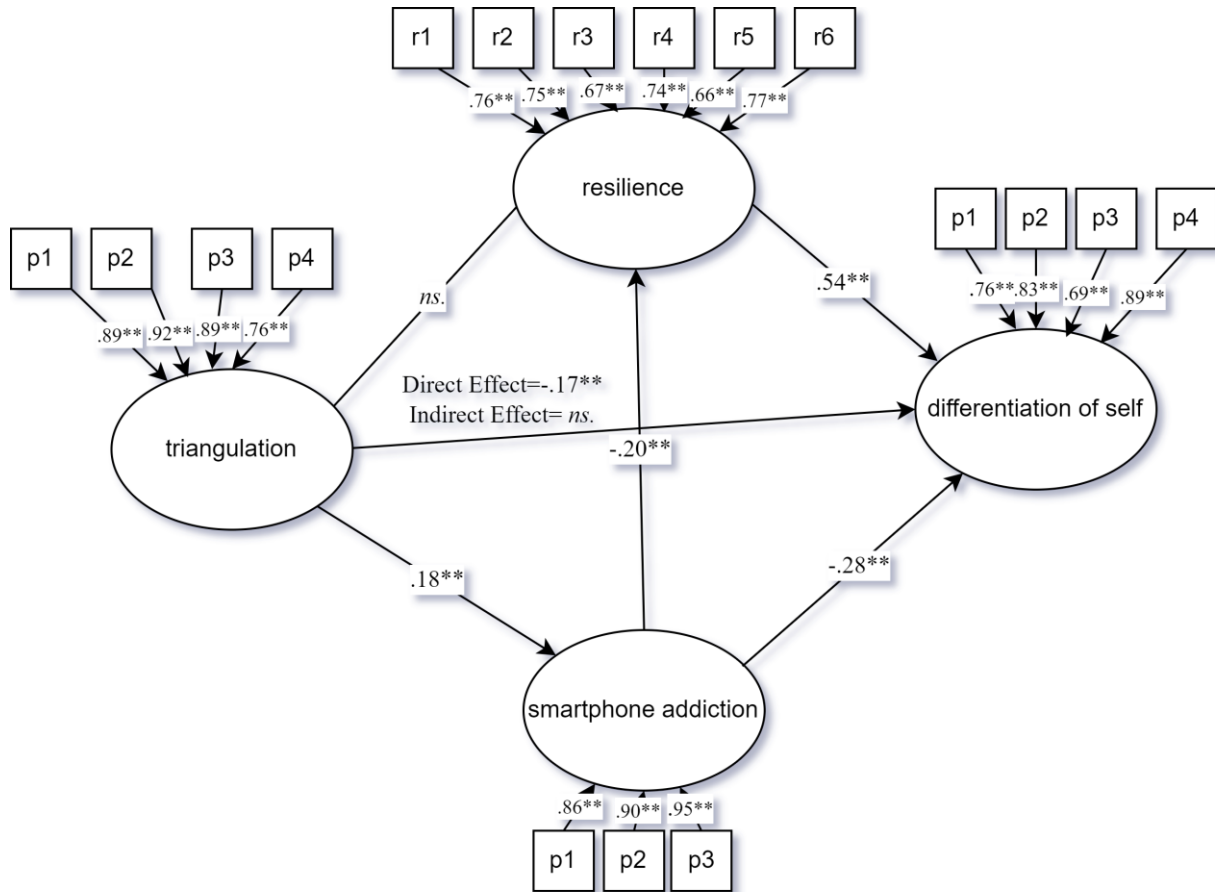 r1 r2 r3 r4 r5 r6
.76** .75** .67** .74** .66** .77**
resilience
p1 p2 p3 p4
.76** .83** .69** .89**
differentiation of self
p1 p2 p3 p4
.89** .92** .89** .76**
triangulation
ns.
.54**
Direct Effect=-.17**
Indirect Effect= ns.
-.20**
.18**
-.28**
smartphone addiction
.86** .90** .95**
p1 p2 p3